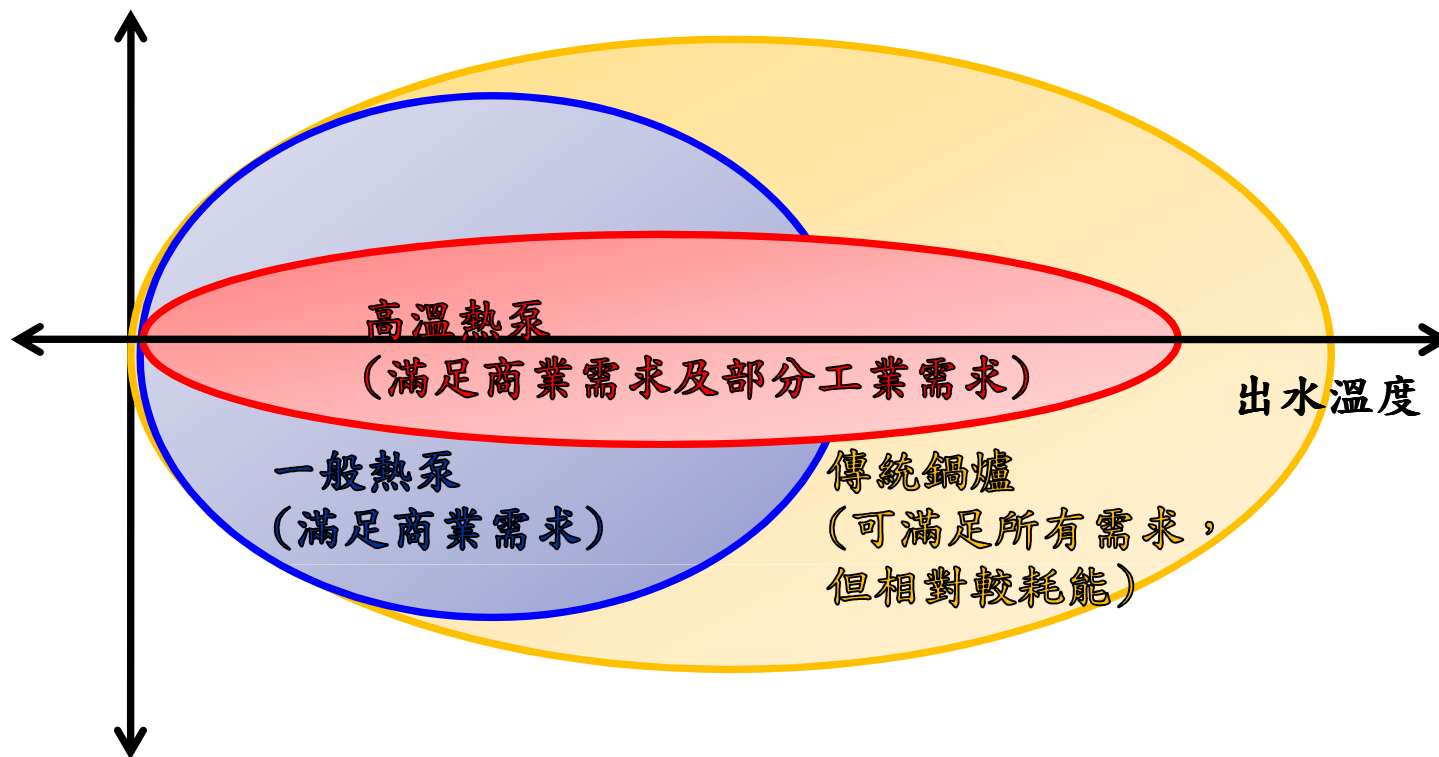 高溫熱泵
(滿足商業需求及部分工業需求)
出水溫度
一般熱泵
(滿足商業需求)
傳統鍋爐
(可滿足所有需求，
但相對較耗能)